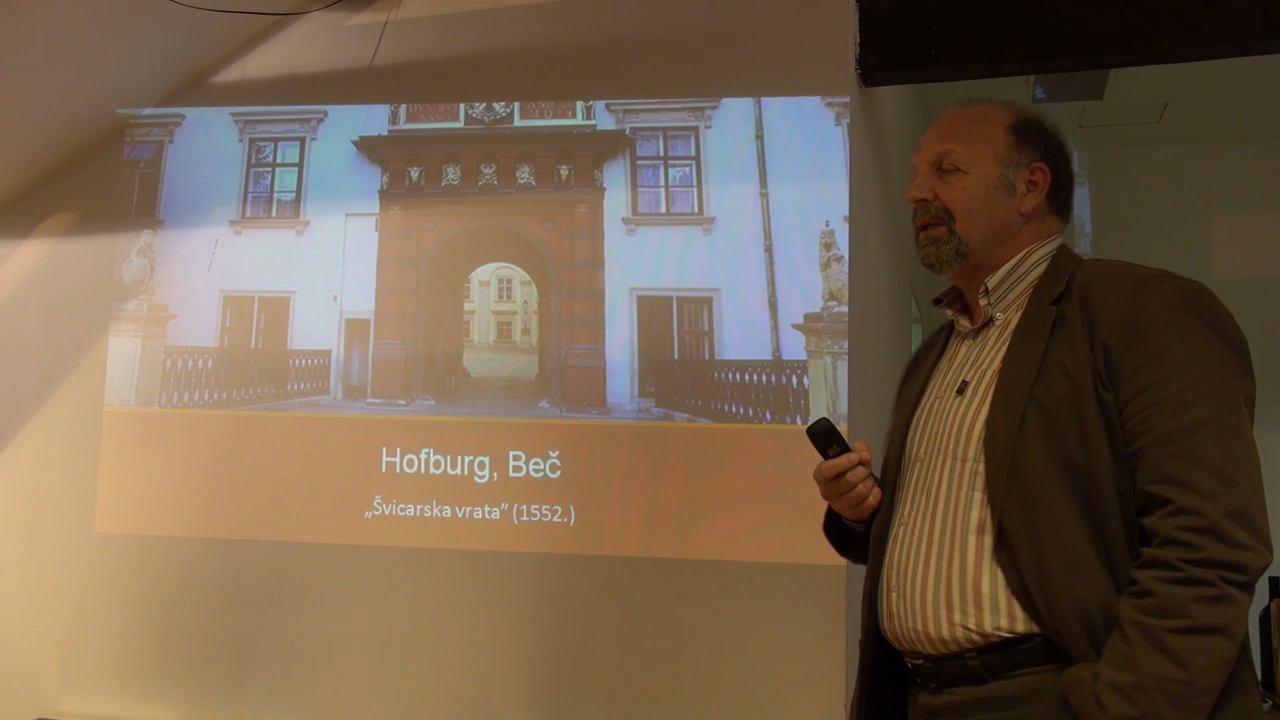 Hofburg, Beč
„Švicarska vrata” (1552.)